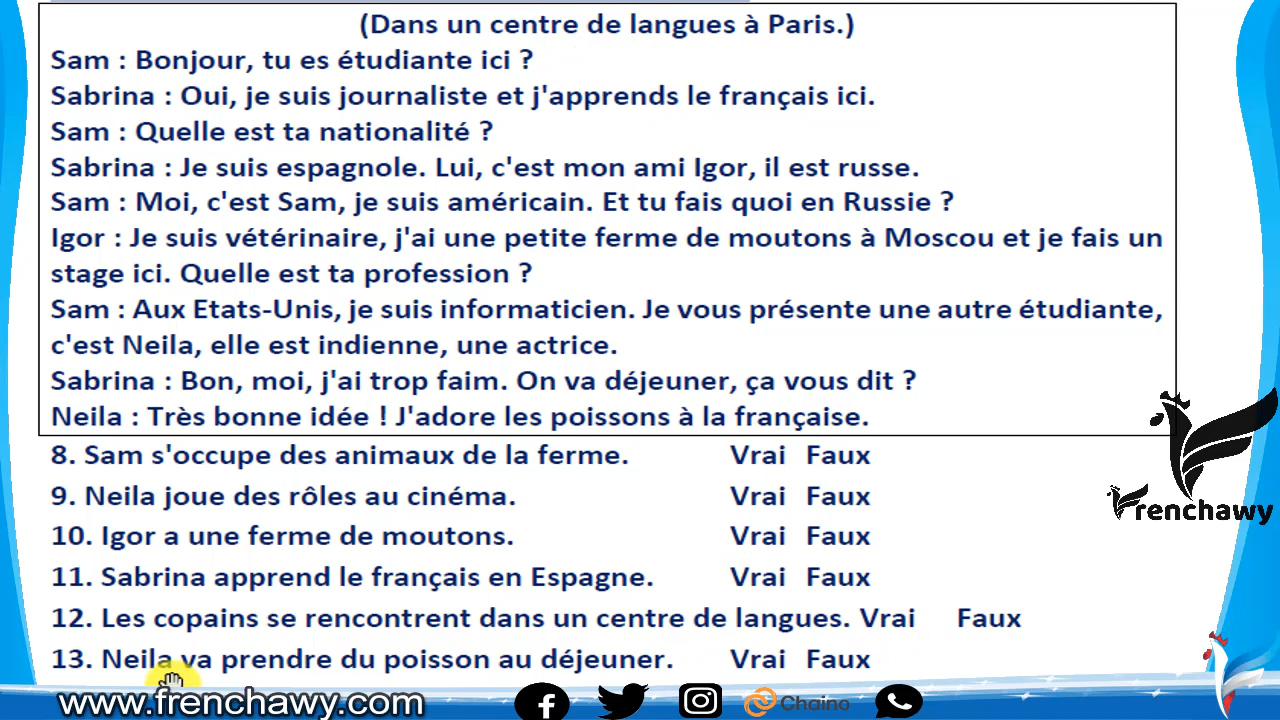 (Dans un centre de langues à Paris.)
Sam : Bonjour, tu es étudiante ici ?
Sabrina : Oui, je suis journaliste et j'apprends le français ici.
Sam : Quelle est ta nationalité ?
Sabrina : Je suis espagnole. Lui, c'est mon ami Igor, il est russe.
Sam : Moi, c'est Sam, je suis américain. Et tu fais quoi en Russie ?
Igor : Je suis vétérinaire, j'ai une petite ferme de moutons à Moscou et je fais un
stage ici. Quelle est ta profession ?
Sam : Aux Etats-Unis, je suis informaticien. Je vous présente une autre étudiante,
c'est Neila, elle est indienne, une actrice.
Sabrina : Bon, moi, j'ai trop faim. On va déjeuner, ça vous dit ?
Neila : Très bonne idée ! J'adore les poissons à la française.
8. Sam s'occupe des animaux de la ferme. Vrai Faux
9. Neila joue des rôles au cinéma. Vrai Faux
10. Igor a une ferme de moutons. Vrai Faux
11. Sabrina apprend le français en Espagne. Vrai Faux
12. Les copains se rencontrent dans un centre de langues. Vrai Faux
13. Neila va prendre du poisson au déjeuner. Vrai Faux
Frenchawy
www.frenchawy.com
Chaino